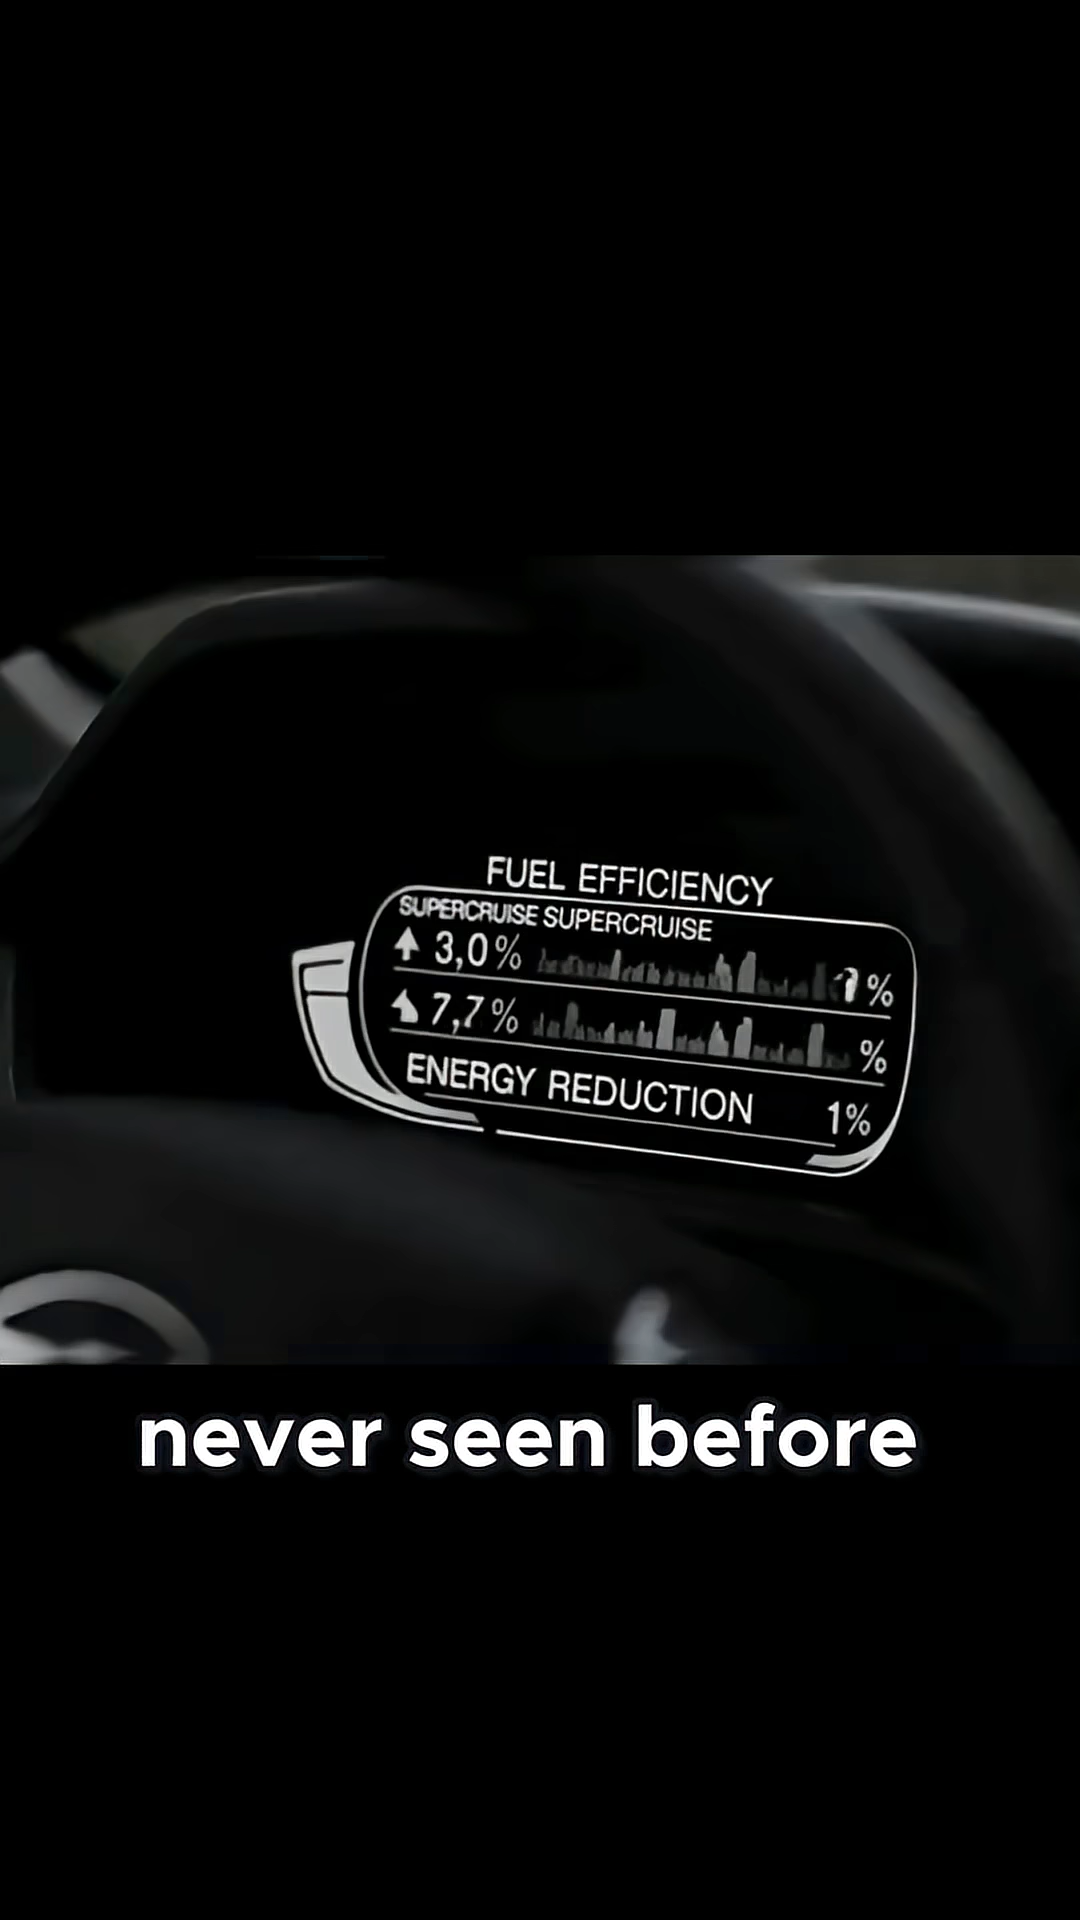 FUEL EFFICIENCY
SUPERCRUISE SUPERCRUISE
3,0%
%
7,7%
%
ENERGY REDUCTION 1%
never seen before